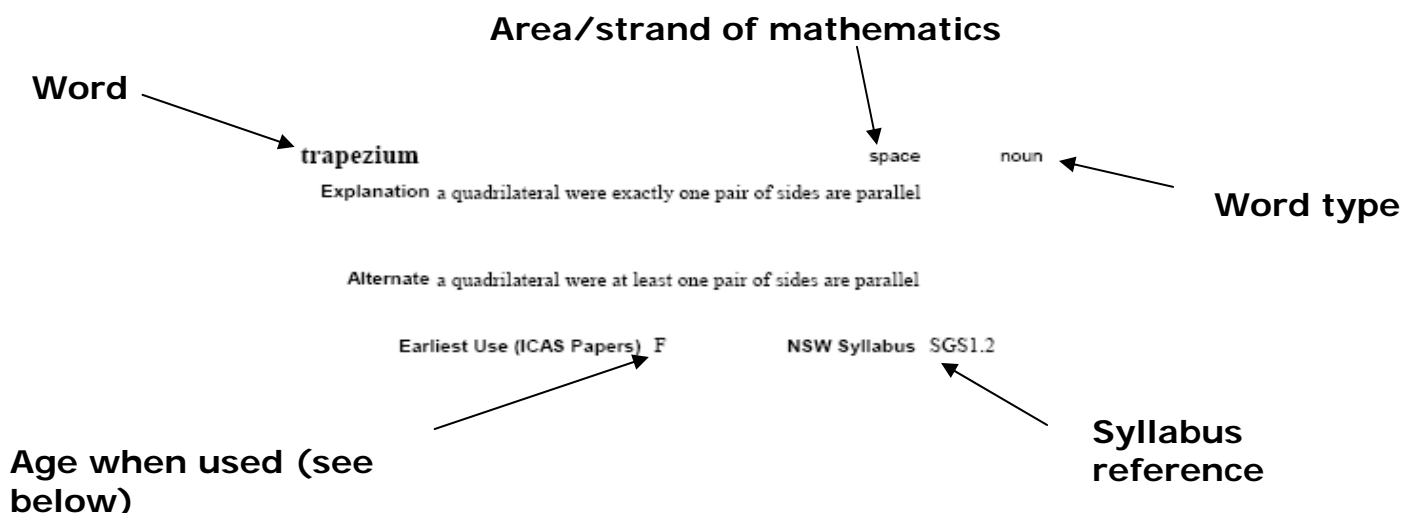 Area/strand of mathematics
Word
trapezium space noun
Explanation a quadrilateral were exactly one pair of sides are parallel
Word type
Alternate a quadrilateral were at least one pair of sides are parallel
Earliest Use (ICAS Papers) F NSW Syllabus SGS1.2
Syllabus
reference
Age when used (see
below)